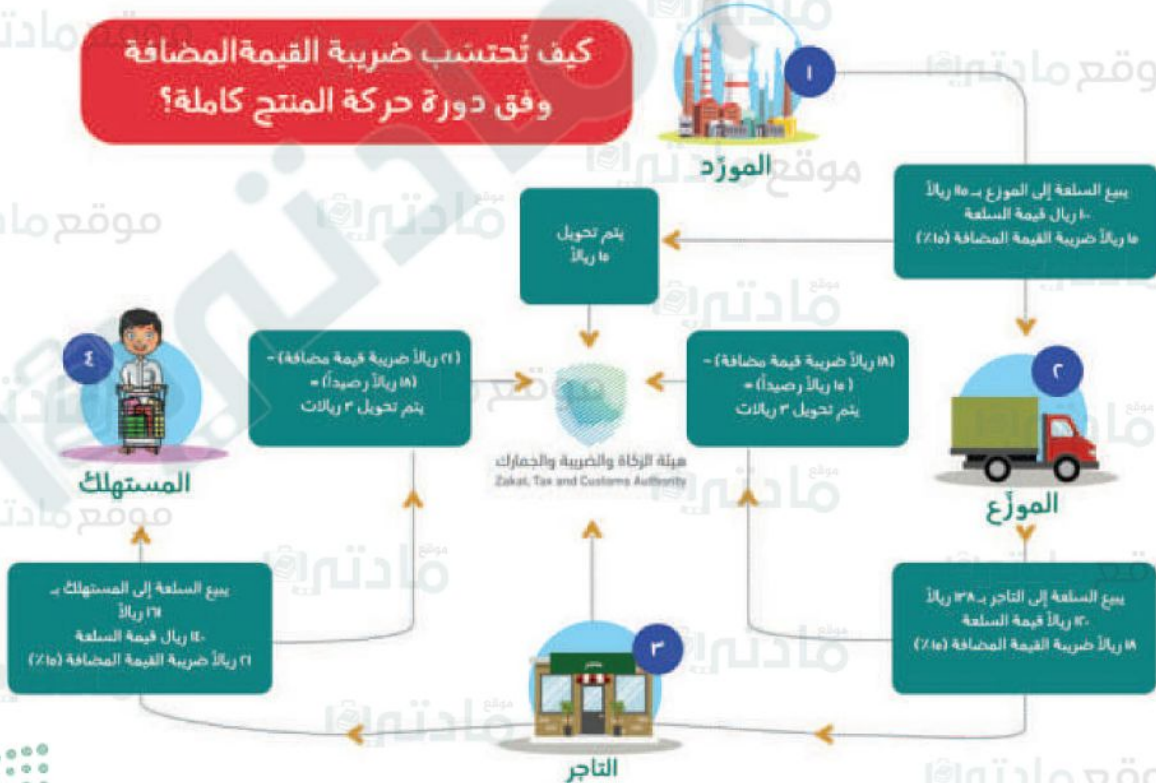 كيف تُحتسَب ضريبة القيمة المضافة
وفق دورة حركة المنتج كاملة؟
١
المورّد
يبيع السلعة إلى الموزع بـ ١١٥ ريالاً
١٠٠ ريال قيمة السلعة
١٥ ريالاً ضريبة القيمة المضافة (١٥٪)
يتم تحويل
١٥ ريالاً
٢
الموزّع
يبيع السلعة إلى التاجر بـ ١٣٨ ريالاً
١٢٠ ريالاً قيمة السلعة
١٨ ريالاً ضريبة القيمة المضافة (١٥٪)
(١٨ ريالاً ضريبة قيمة مضافة) -
(١٥ ريالاً رصيداً) =
يتم تحويل ٣ ريالات
هيئة الزكاة والضريبة والجمارك
Zakat, Tax and Customs Authority
٣
التاجر
يبيع السلعة إلى المستهلك بـ
١٦١ ريالاً
١٤٠ ريال قيمة السلعة
٢١ ريالاً ضريبة القيمة المضافة (١٥٪)
(٢١ ريالاً ضريبة قيمة مضافة) -
(١٨ ريالاً رصيداً) =
يتم تحويل ٣ ريالات
٤
المستهلك
موقع مادتي